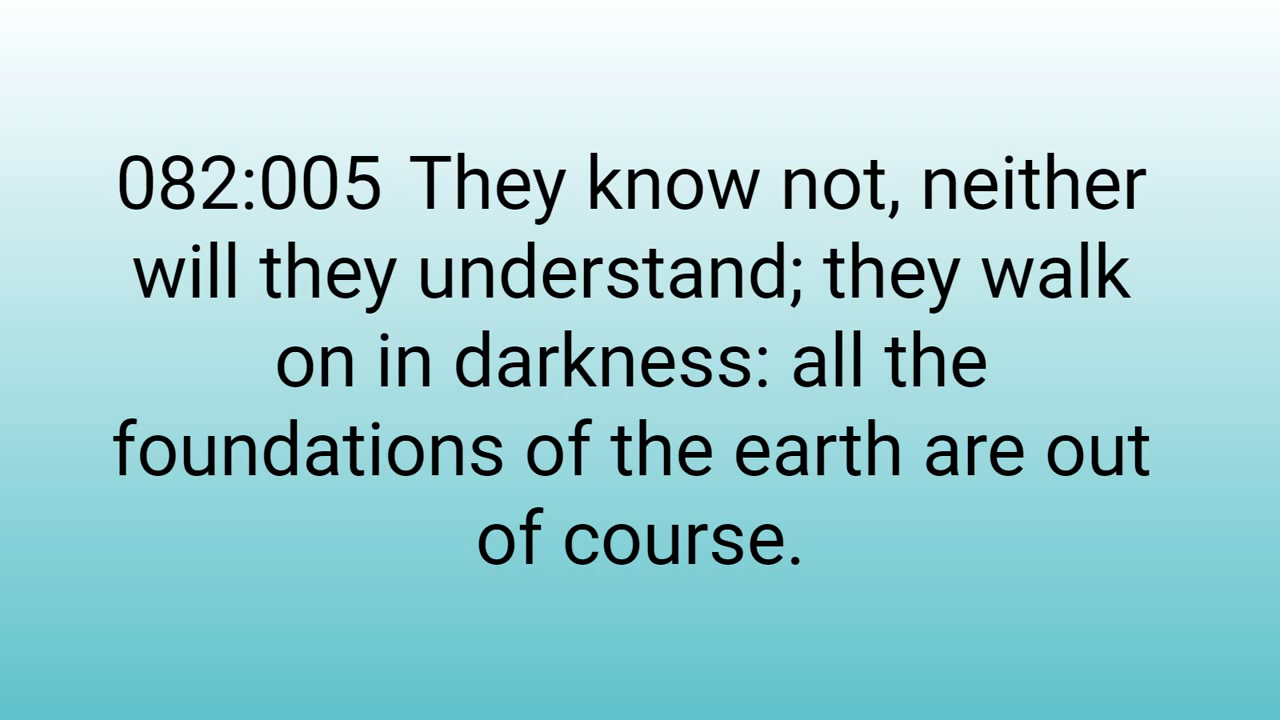 082:005 They know not, neither
will they understand; they walk
on in darkness: all the
foundations of the earth are out
of course.